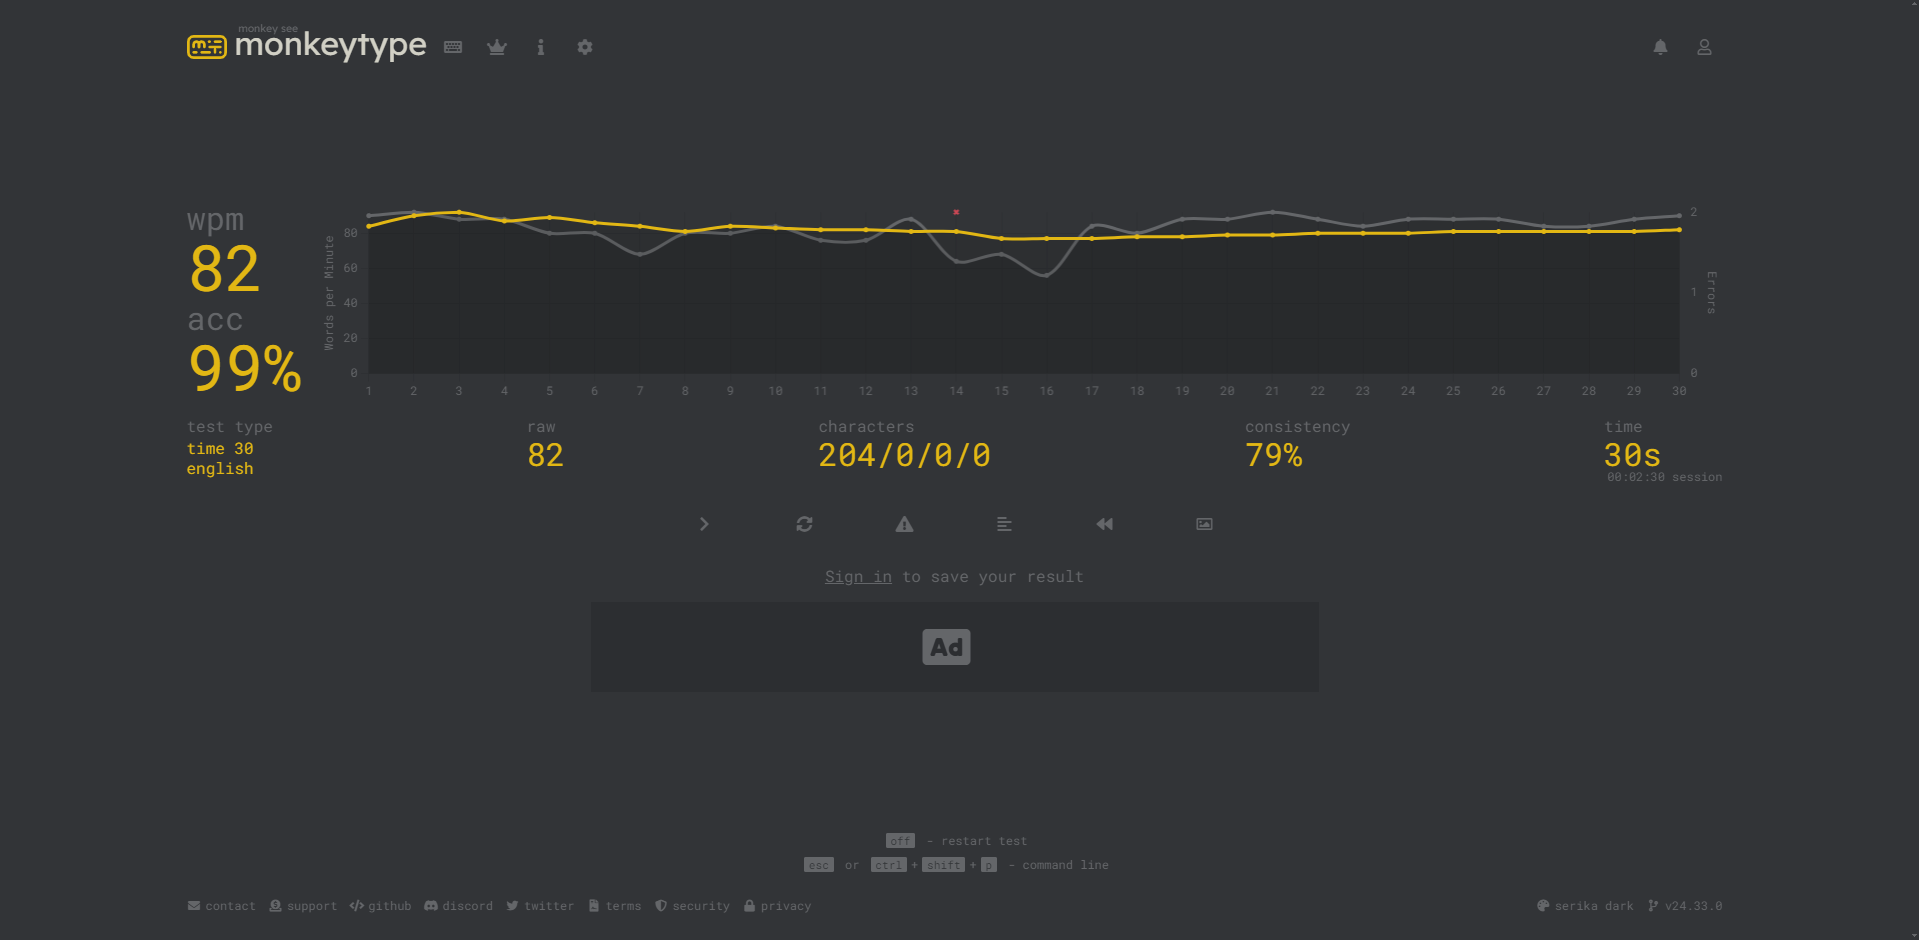 monkey see
monkeytype
wpm
82
acc
99%
Words per Minute
80
60
40
20
0
1 2 3 4 5 6 7 8 9 10 11 12 13 14 15 16 17 18 19 20 21 22 23 24 25 26 27 28 29 30
2
1
0
Errors
test type
time 30
english
raw
82
characters
204/0/0/0
consistency
79%
time
30s
00:02:30 session
Sign in to save your result
Ad
off - restart test
esc or ctrl + shift + p - command line
contact support github discord twitter terms security privacy serika dark v24.33.0